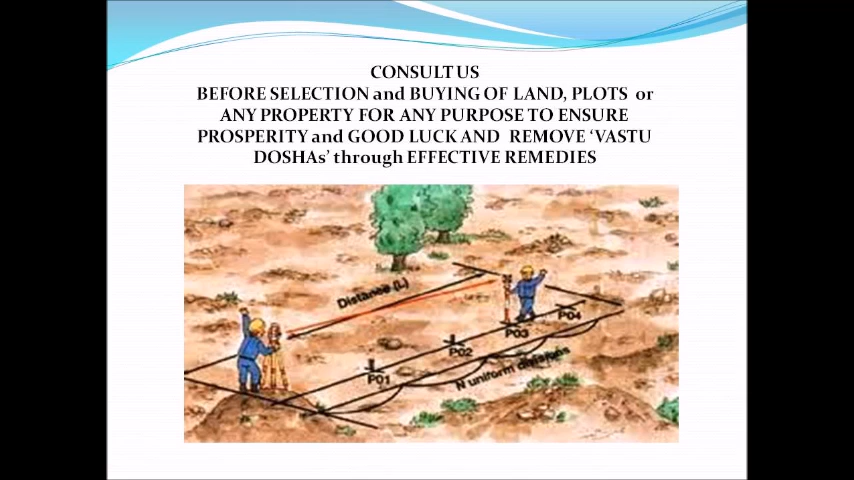 CONSULT US
BEFORE SELECTION and BUYING OF LAND, PLOTS or
ANY PROPERTY FOR ANY PURPOSE TO ENSURE
PROSPERITY and GOOD LUCK AND REMOVE ‘VASTU
DOSHAs’ through EFFECTIVE REMEDIES
Distance (L)
P04
P03
P02
P01
N uniform divisions